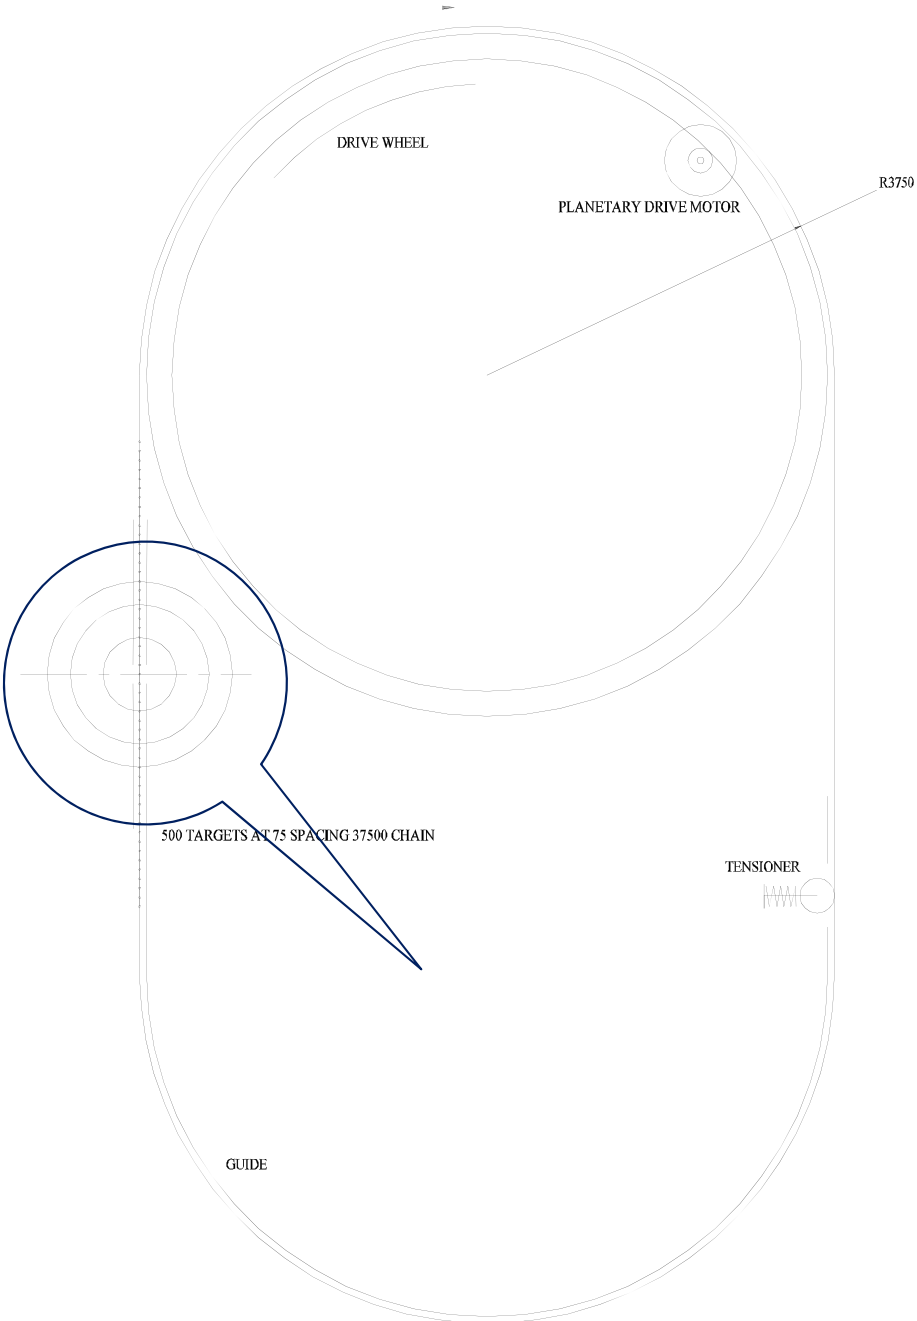 DRIVE WHEEL
R3750
PLANETARY DRIVE MOTOR
500 TARGETS AT 75 SPACING 37500 CHAIN
TENSIONER
GUIDE